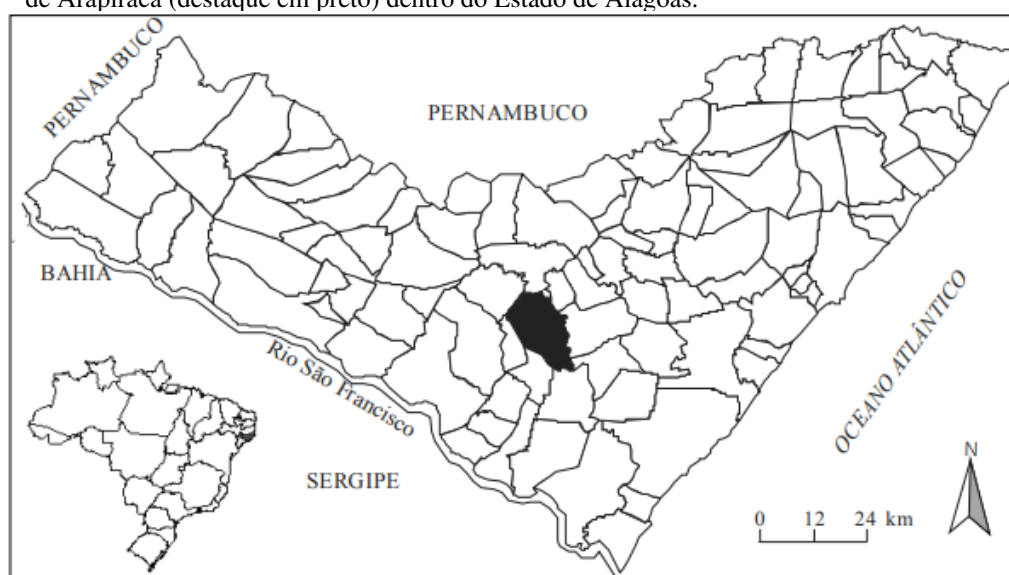 de Arapiraca (destaque em preto) dentro do Estado de Alagoas.
PERNAMBUCO
PERNAMBUCO
BAHIA
Rio São Francisco
SERGIPE
OCEANO ATLÂNTICO
N
0 12 24 km